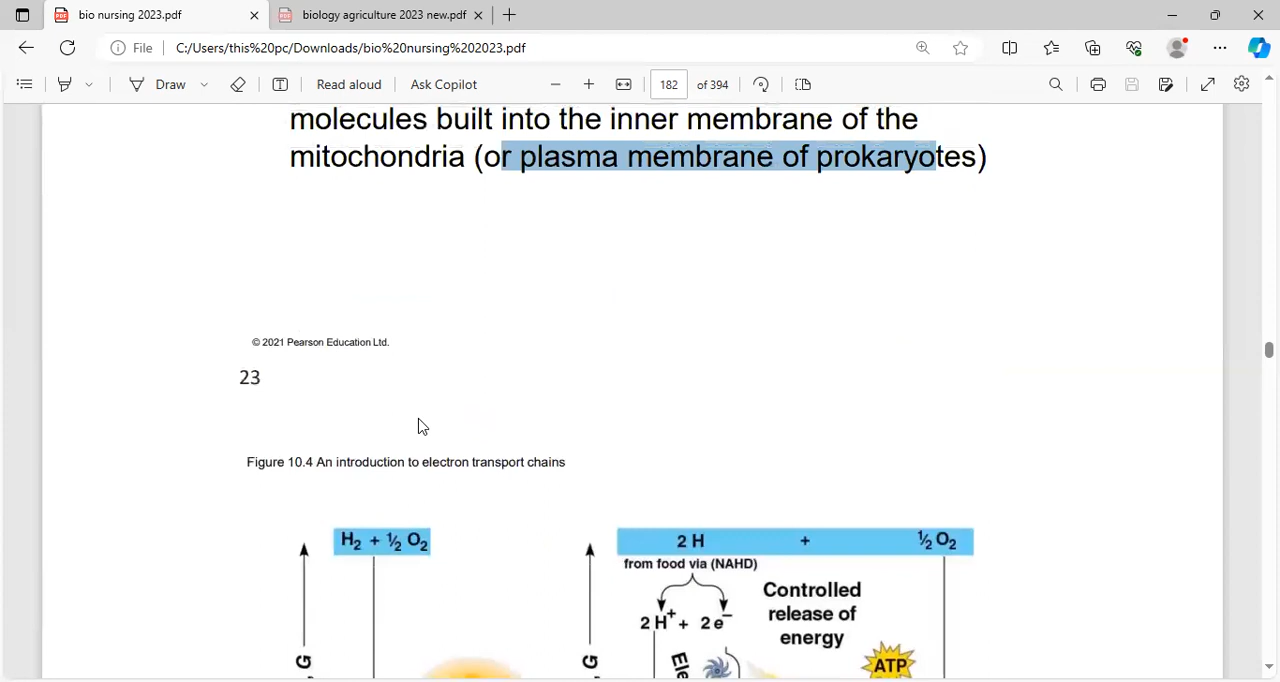 bio nursing 2023.pdf
biology agriculture 2023 new.pdf
File
C:/Users/this%20pc/Downloads/bio%20nursing%202023.pdf
Draw
Read aloud
Ask Copilot
182 of 394
molecules built into the inner membrane of the
mitochondria (or plasma membrane of prokaryotes)
© 2021 Pearson Education Ltd.
23
Figure 10.4 An introduction to electron transport chains
H2 + ½ O2
2 H + ½ O2
from food via (NAHD)
Controlled
release of
energy
2 H+ + 2 e–
G
G
Ele
ATP